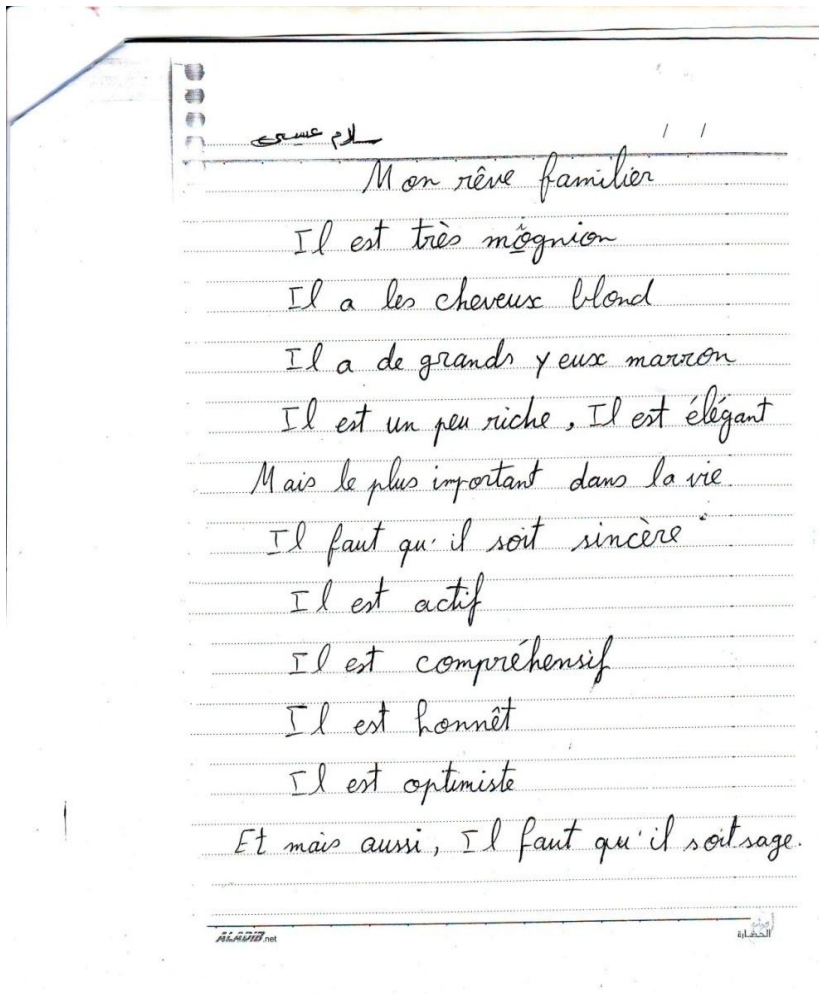 سلام عيسى / /
Mon rêve familier
Il est très môgnion
Il a les cheveux blond
Il a de grands yeux marron
Il est un peu riche, Il est élégant
Mais le plus important dans la vie.
Il faut qu'il soit sincère.
Il est actif
Il est compréhensif
Il est honnêt
Il est optimiste
Et mais aussi, Il faut qu'il soit sage.
ALADIB.net الحضارة